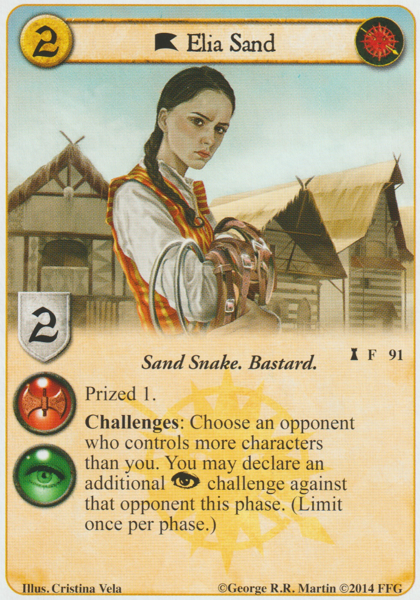 2
Elia Sand
2
Sand Snake. Bastard.
F 91
Prized 1.
Challenges: Choose an opponent
who controls more characters
than you. You may declare an
additional challenge against
that opponent this phase. (Limit
once per phase.)
Illus. Cristina Vela
©George R.R. Martin ©2014 FFG